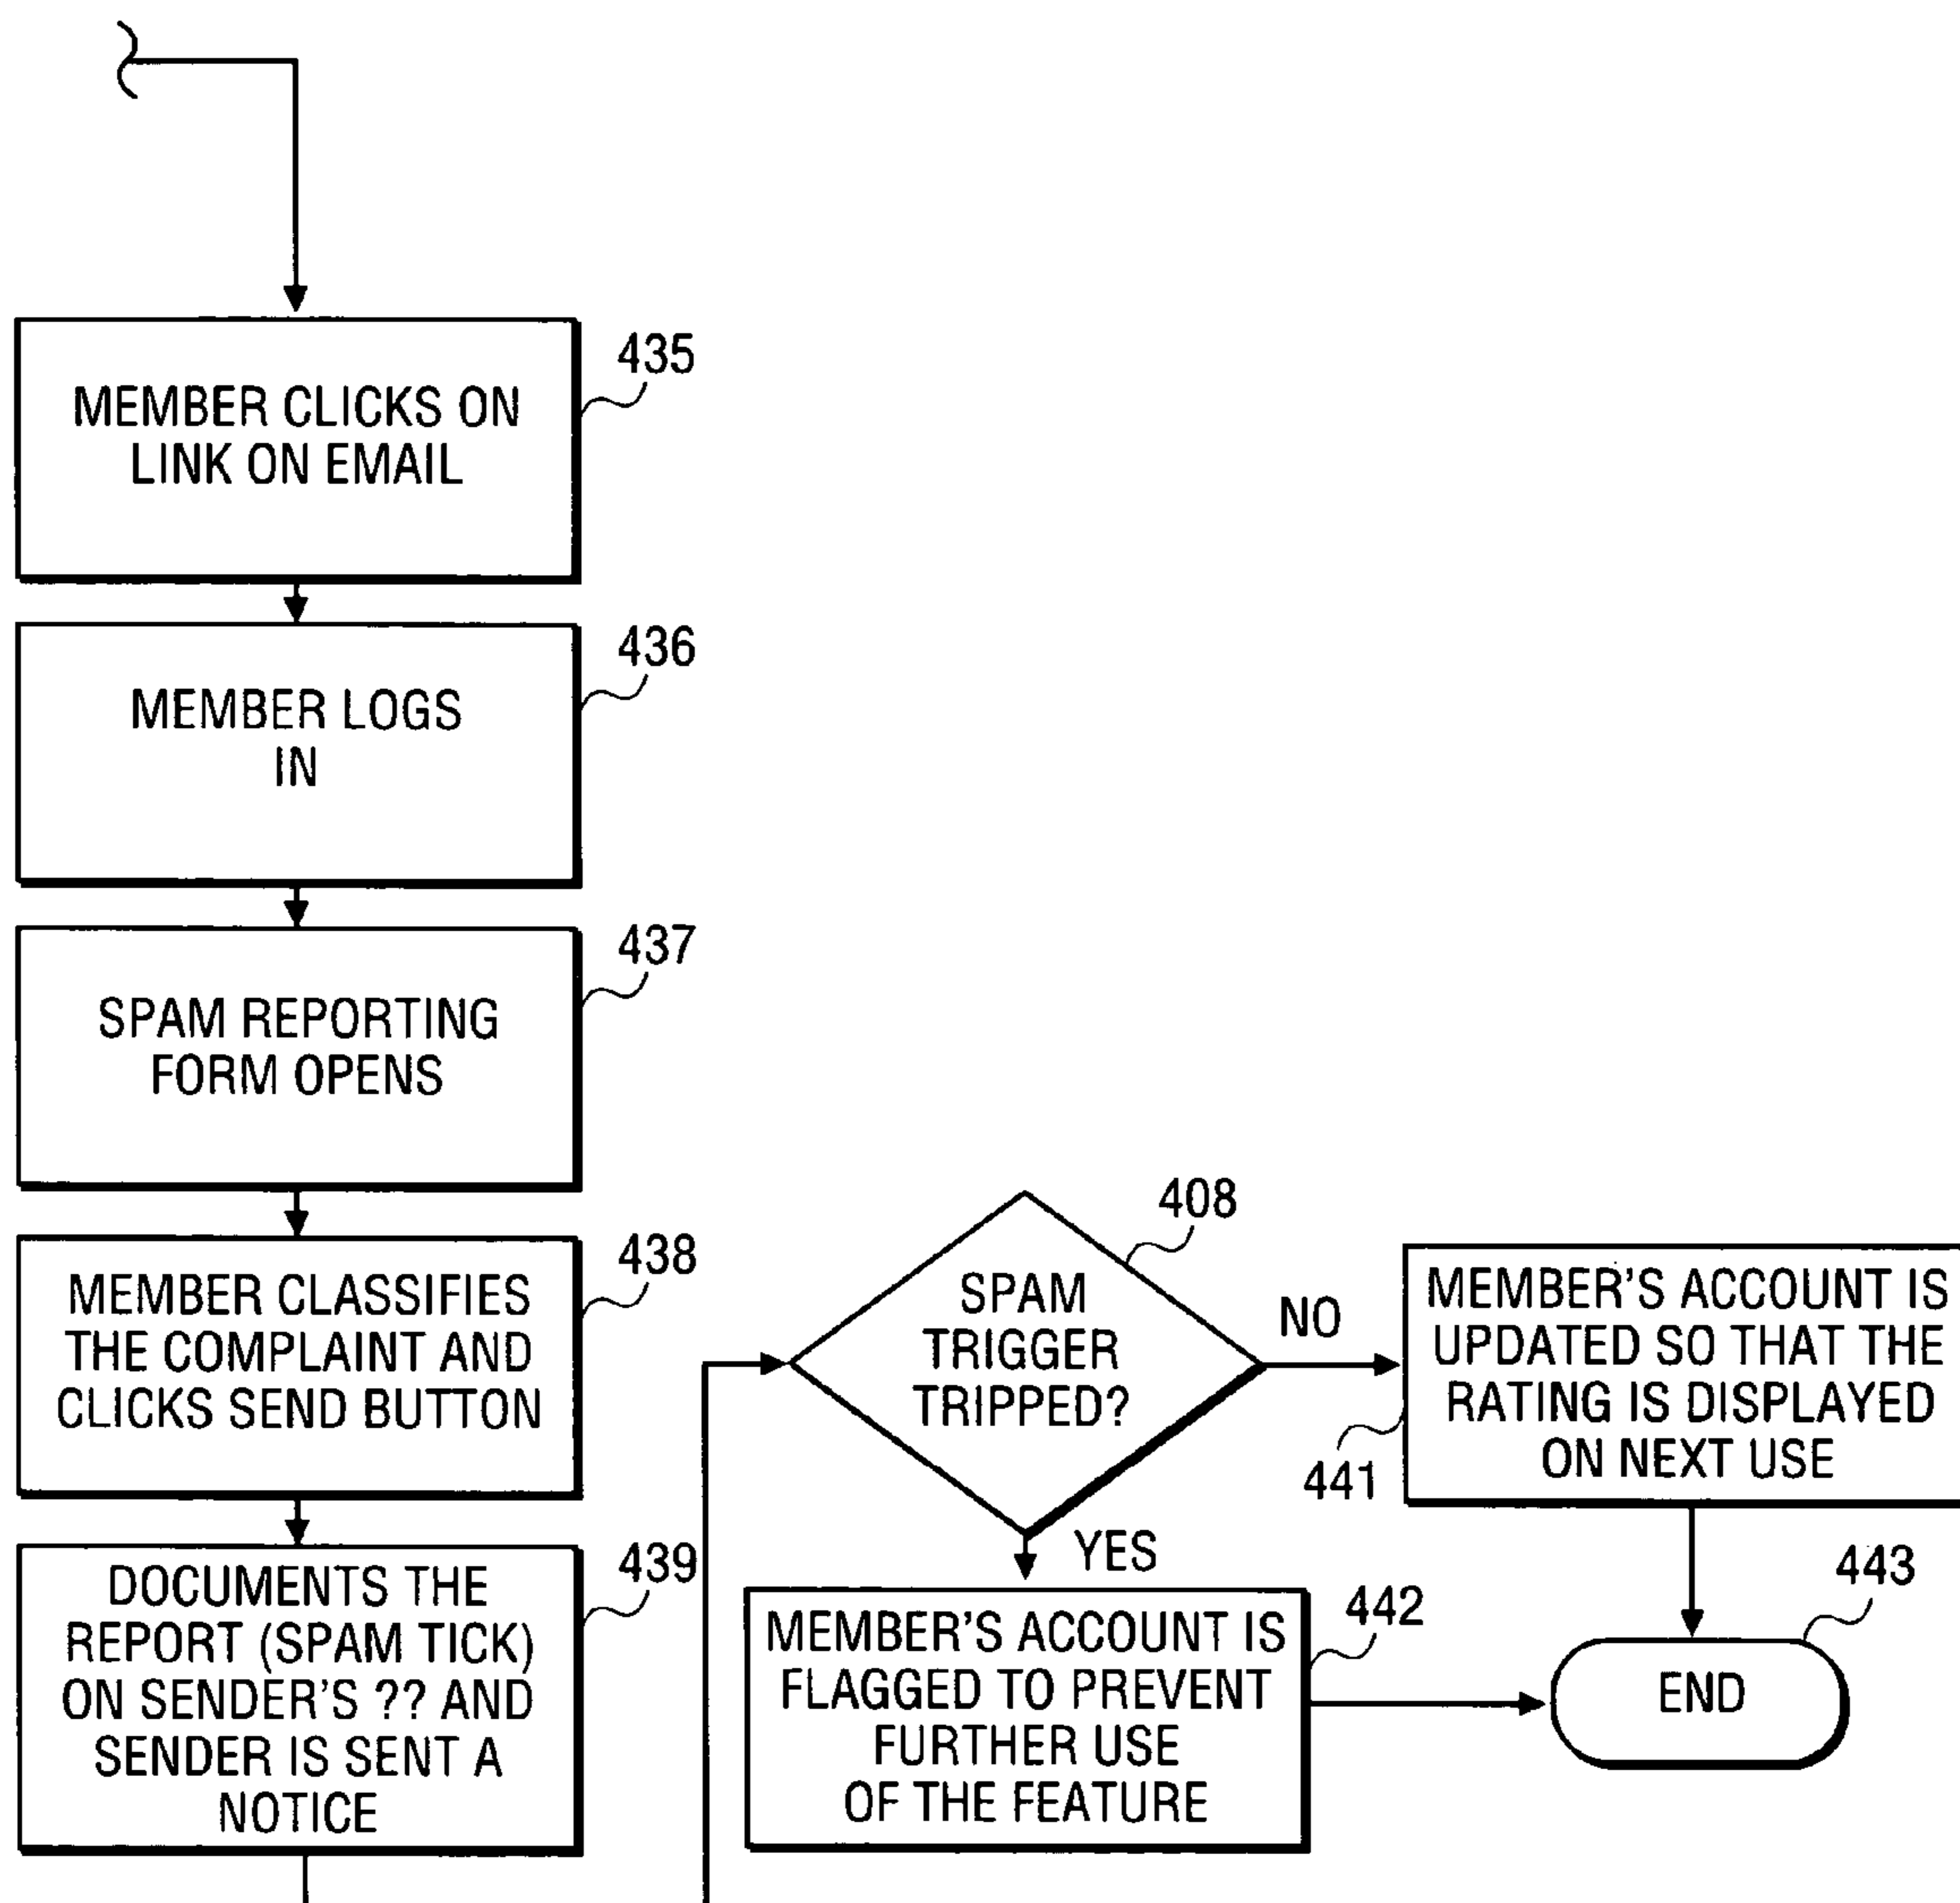 435
MEMBER CLICKS ON
LINK ON EMAIL
436
MEMBER LOGS
IN
437
SPAM REPORTING
FORM OPENS
438
MEMBER CLASSIFIES
THE COMPLAINT AND
CLICKS SEND BUTTON
439
DOCUMENTS THE
REPORT (SPAM TICK)
ON SENDER'S ?? AND
SENDER IS SENT A
NOTICE
408
SPAM
TRIGGER
TRIPPED?
NO
YES
441
MEMBER'S ACCOUNT IS
UPDATED SO THAT THE
RATING IS DISPLAYED
ON NEXT USE
442
MEMBER'S ACCOUNT IS
FLAGGED TO PREVENT
FURTHER USE
OF THE FEATURE
443
END